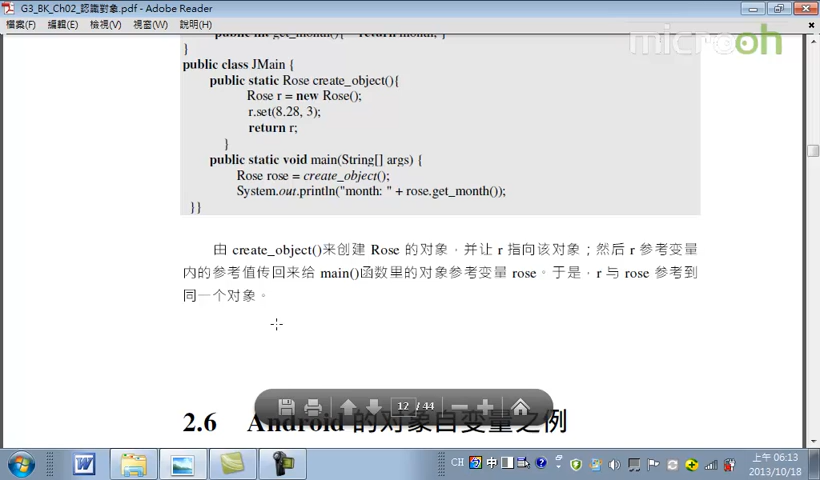 G3_BK_Ch02_認識對象.pdf - Adobe Reader
檔案(F) 編輯(E) 檢視(V) 視窗(W) 說明(H)
microoh
public int get_month(){ return month; }
}
public class JMain {
public static Rose create_object(){
Rose r = new Rose();
r.set(8.28, 3);
return r;
}
public static void main(String[] args) {
Rose rose = create_object();
System.out.println("month: " + rose.get_month());
}}
由 create_object()来创建 Rose 的对象，并让 r 指向该对象；然后 r 参考变量
内的参考值传回来给 main()函数里的对象参考变量 rose。于是，r 与 rose 参考到
同一个对象。
12 / 44
2.6 Android 的对象自变量之例
CH 中
上午 06:13
2013/10/18